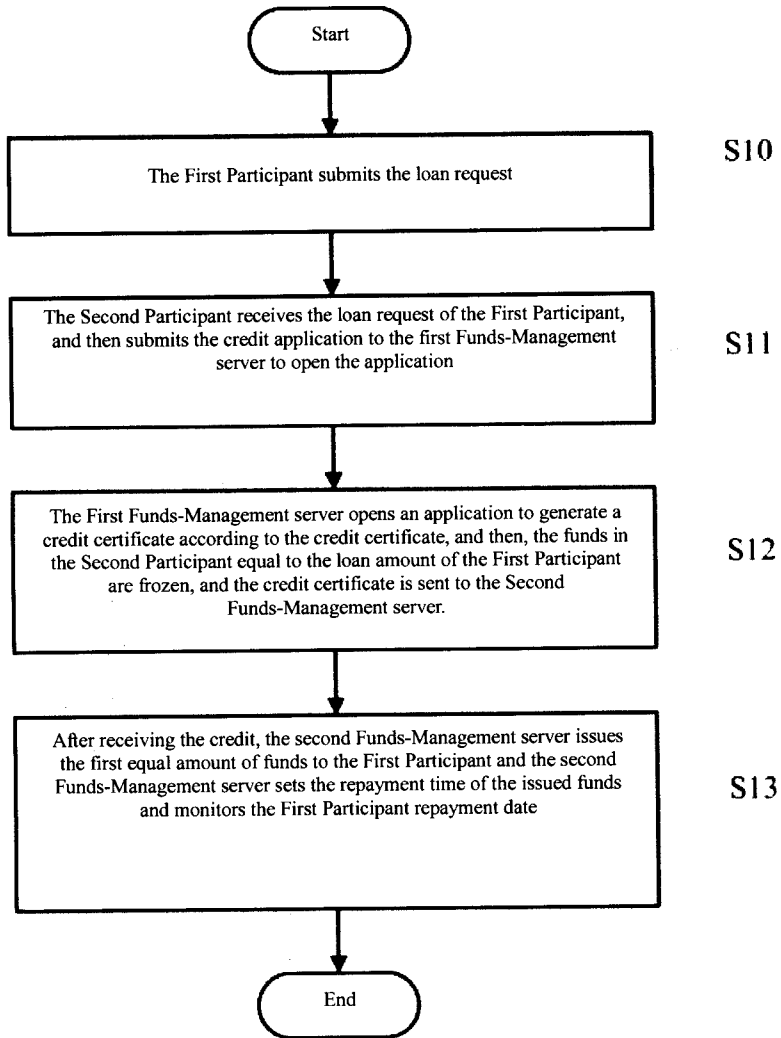 Start
The First Participant submits the loan request
S10
The Second Participant receives the loan request of the First Participant,
and then submits the credit application to the first Funds-Management
server to open the application
S11
The First Funds-Management server opens an application to generate a
credit certificate according to the credit certificate, and then, the funds in
the Second Participant equal to the loan amount of the First Participant
are frozen, and the credit certificate is sent to the Second
Funds-Management server.
S12
After receiving the credit, the second Funds-Management server issues
the first equal amount of funds to the First Participant and the second
Funds-Management server sets the repayment time of the issued funds
and monitors the First Participant repayment date
S13
End